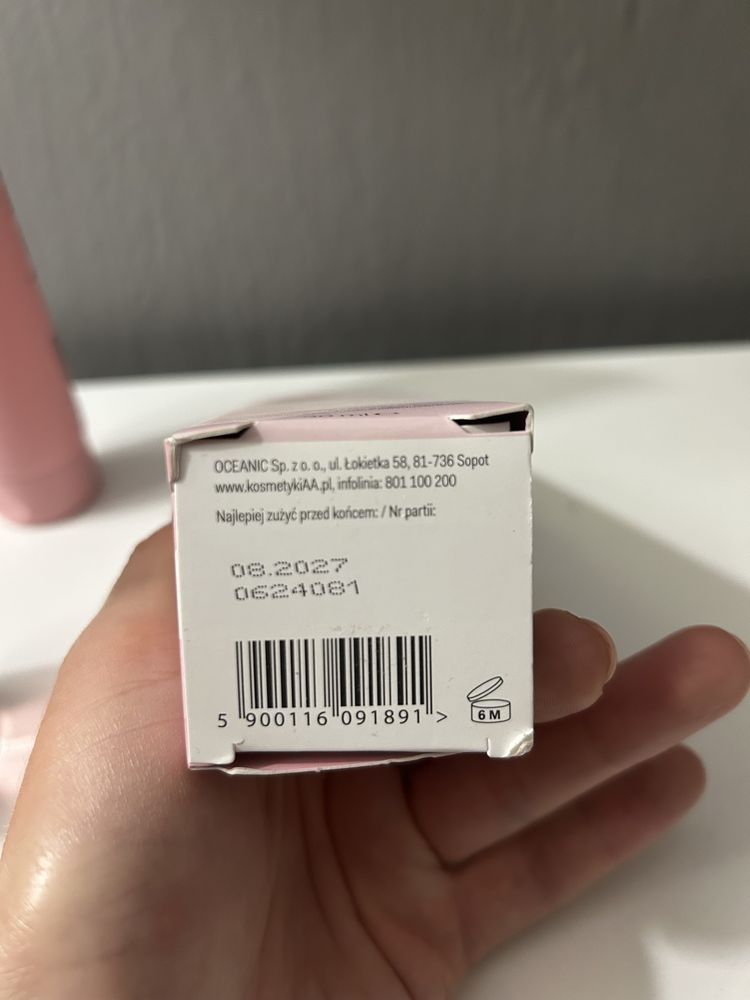 OCEANIC Sp. z o. o., ul. Łokietka 58, 81-736 Sopot
www.kosmetykiAA.pl, infolinia: 801 100 200
Najlepiej zużyć przed końcem: / Nr partii:
08.2027
0624081
5 900116 091891 >
6 M